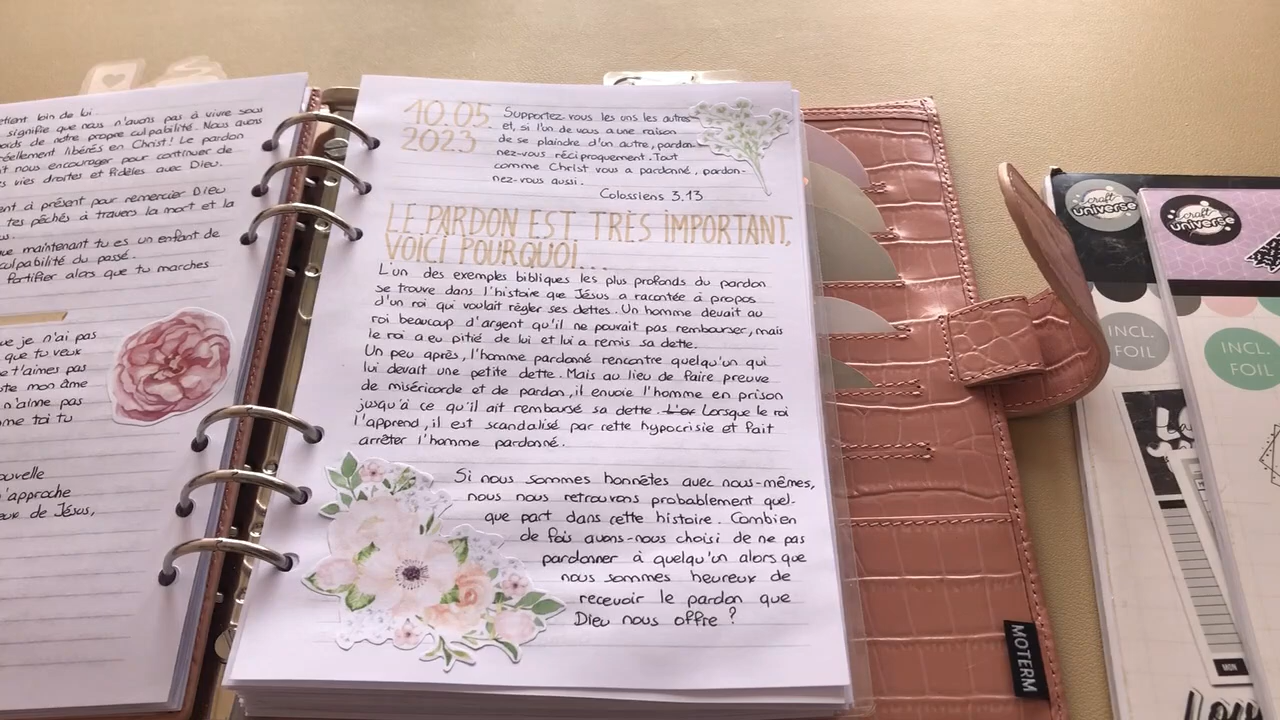 tient loin de lui
signifie que nous n'avons pas à vivre sous
poids de notre propre culpabilité. Nous avons
réellement libérés en Christ! Le pardon
nt nous encourager pour continuer de
es vies droites et fidèles avec Dieu.
ent à présent pour remercier Dieu
tes péchés à travers la mort et la
maintenant tu es un enfant de
culpabilité du passé.
fortifier alors que tu marches
que je n'ai pas
que tu veux
t'aimes pas
mon âme
n'aime pas
toi tu
ouvelle
n'approche
de Jésus,
10.05
2023
Supportez-vous les uns les autres
et, si l'un de vous a une raison
de se plaindre d'un autre, pardon-
nez-vous réciproquement. Tout
comme Christ vous a pardonné, pardon-
nez-vous aussi.
Colossiens 3.13
LE PARDON EST TRÈS IMPORTANT,
VOICI POURQUOI...
L'un des exemples bibliques les plus profonds du pardon
se trouve dans l'histoire que Jésus a racontée à propos
d'un roi qui voulait régler ses dettes. Un homme devait au
roi beaucoup d'argent qu'il ne pouvait pas rembourser, mais
le roi a eu pitié de lui et lui a remis sa dette.
Un peu après, l'homme pardonné rencontre quelqu'un qui
lui devait une petite dette. Mais au lieu de faire preuve
de miséricorde et de pardon, il envoie l'homme en prison
jusqu'à ce qu'il ait remboursé sa dette. Lorsque le roi
l'apprend, il est scandalisé par cette hypocrisie et fait
arrêter l'homme pardonné.
Si nous sommes honnêtes avec nous-mêmes,
nous nous retrouvons probablement quel-
que part dans cette histoire. Combien
de fois avons-nous choisi de ne pas
pardonner à quelqu'un alors que
nous sommes heureux de
recevoir le pardon que
Dieu nous offre ?
MOTERM
craft
universe
INCL.
FOIL
MON
craft
universe
INCL.
FOIL